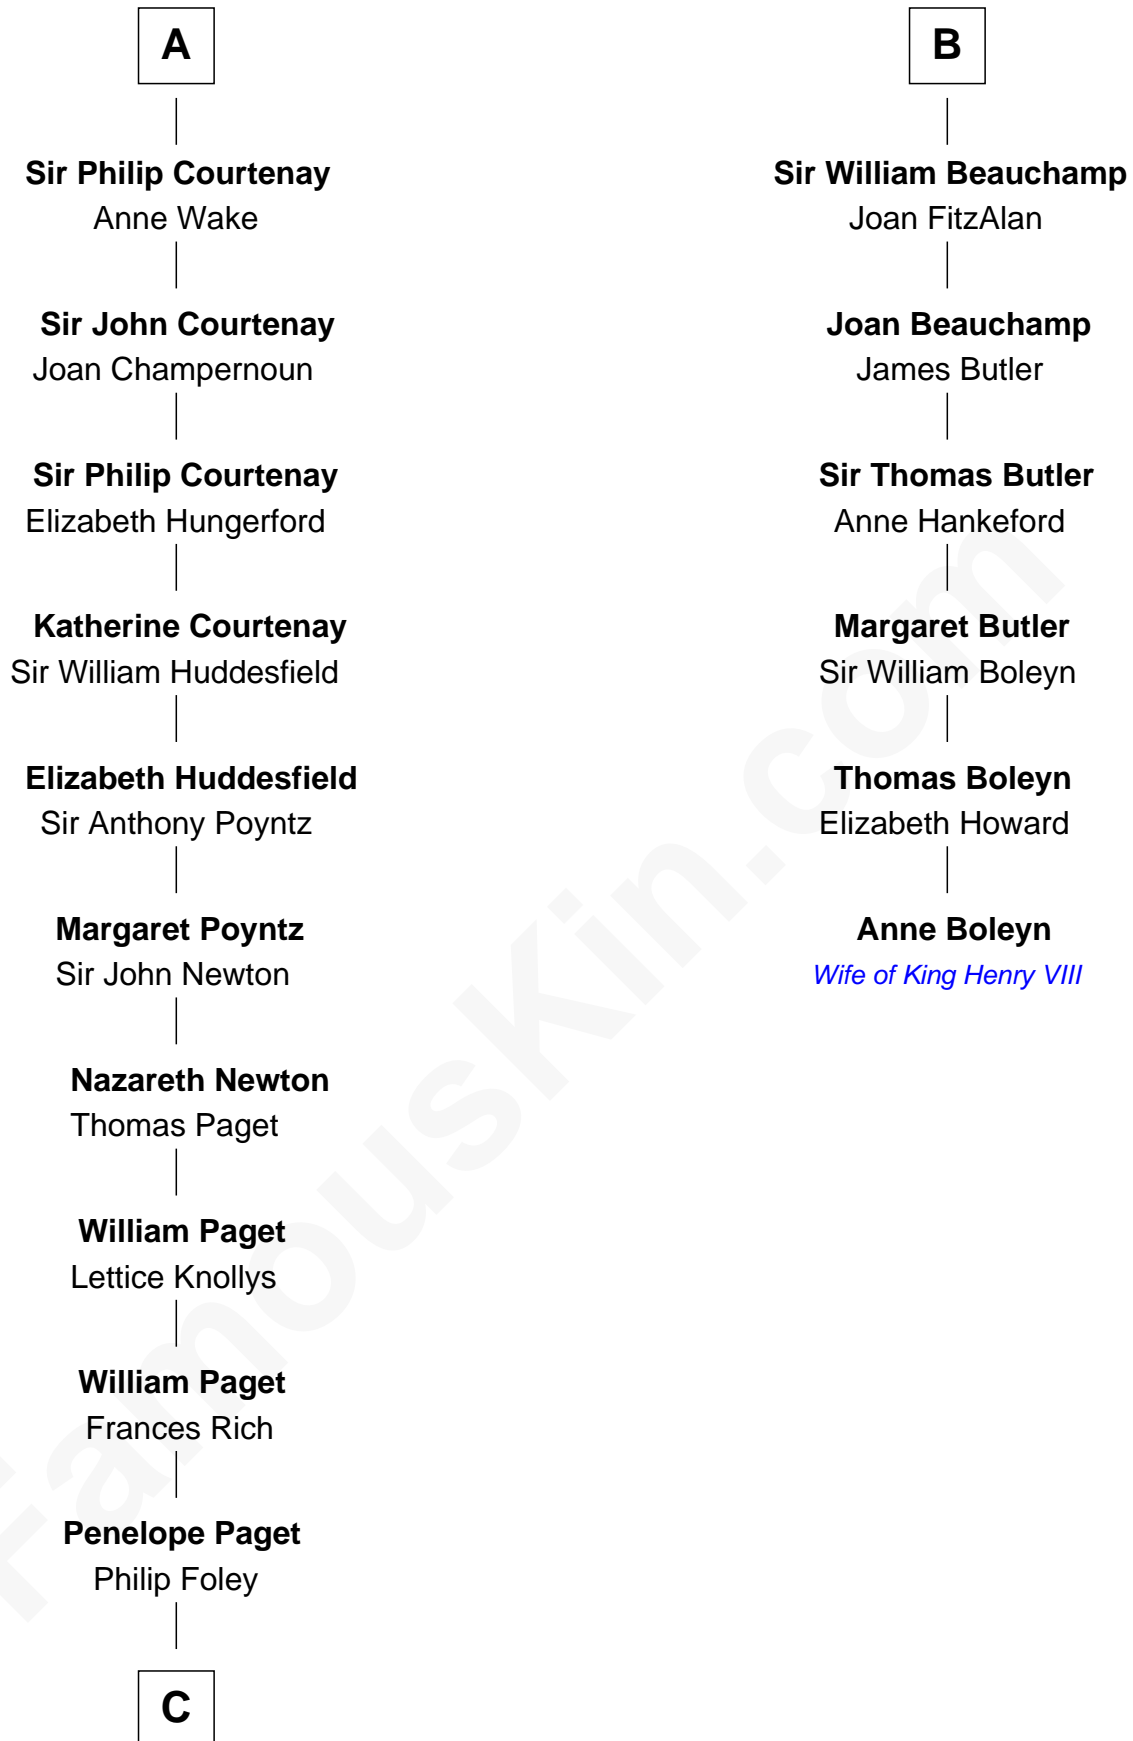 A
Sir Philip Courtenay
Anne Wake
Sir John Courtenay
Joan Champernoun
Sir Philip Courtenay
Elizabeth Hungerford
Katherine Courtenay
Sir William Huddesfield
Elizabeth Huddesfield
Sir Anthony Poyntz
Margaret Poyntz
Sir John Newton
Nazareth Newton
Thomas Paget
William Paget
Lettice Knollys
William Paget
Frances Rich
Penelope Paget
Philip Foley
C
B
Sir William Beauchamp
Joan FitzAlan
Joan Beauchamp
James Butler
Sir Thomas Butler
Anne Hankeford
Margaret Butler
Sir William Boleyn
Thomas Boleyn
Elizabeth Howard
Anne Boleyn
Wife of King Henry VIII
FamousKin.com